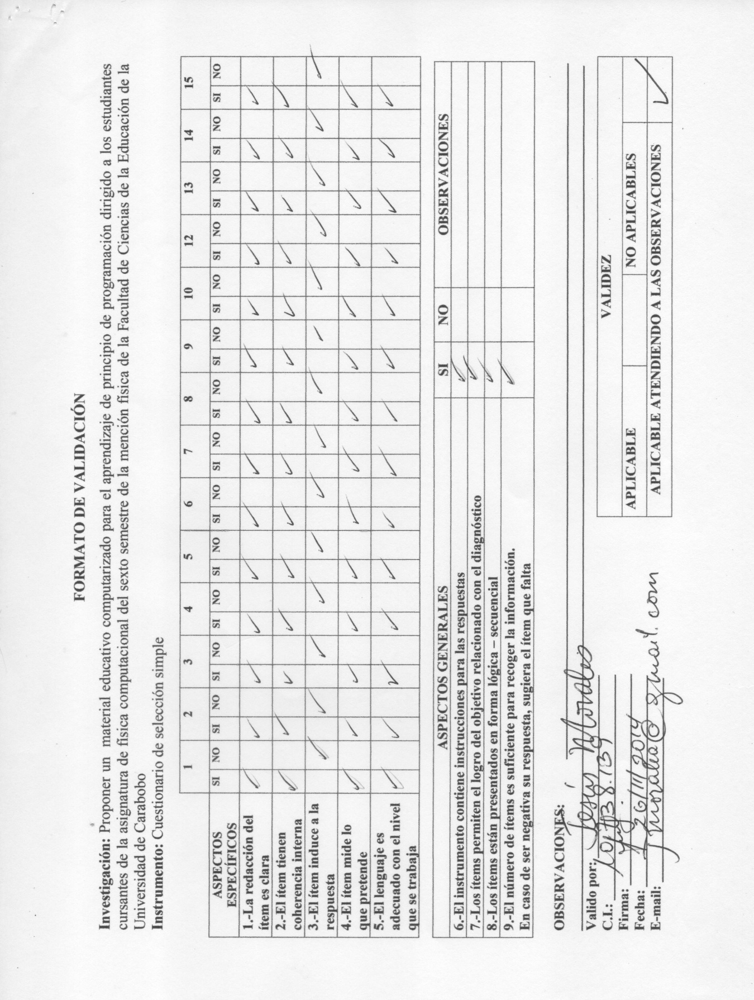 FORMATO DE VALIDACIÓN
Investigación: Proponer un material educativo computarizado para el aprendizaje de principio de programación dirigido a los estudiantes
cursantes de la asignatura de física computacional del sexto semestre de la mención física de la Facultad de Ciencias de la Educación de la
Universidad de Carabobo
Instrumento: Cuestionario de selección simple
1 2 3 4 5 6 7 8 9 10 12 13 14 15
ASPECTOS
ESPECÍFICOS
SI NO SI NO SI NO SI NO SI NO SI NO SI NO SI NO SI NO SI NO SI NO SI NO SI NO SI NO
1.-La redacción del
ítem es clara
2.-El ítem tienen
coherencia interna
3.-El ítem induce a la
respuesta
4.-El ítem mide lo
que pretende
5.-El lenguaje es
adecuado con el nivel
que se trabaja
ASPECTOS GENERALES SI NO OBSERVACIONES
6.-El instrumento contiene instrucciones para las respuestas
7.-Los ítems permiten el logro del objetivo relacionado con el diagnóstico
8.-Los ítems están presentados en forma lógica – secuencial
9.-El número de ítems es suficiente para recoger la información.
En caso de ser negativa su respuesta, sugiera el ítem que falta
OBSERVACIONES:
Valido por: Jesús Morales
C.I.:
Firma:
Fecha: 26/11/2014
E-mail: @gmail.com
VALIDEZ
APLICABLE NO APLICABLES
APLICABLE ATENDIENDO A LAS OBSERVACIONES